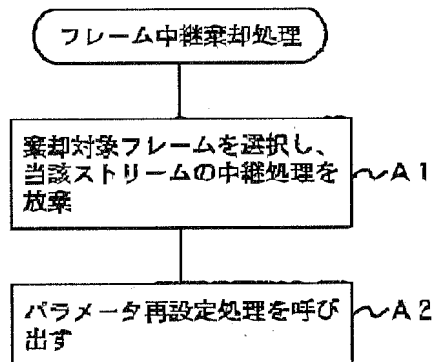 フレーム中継棄却処理
棄却対象フレームを選択し、
当該ストリームの中継処理を
放棄
A1
パラメータ再設定処理を呼び
出す
A2